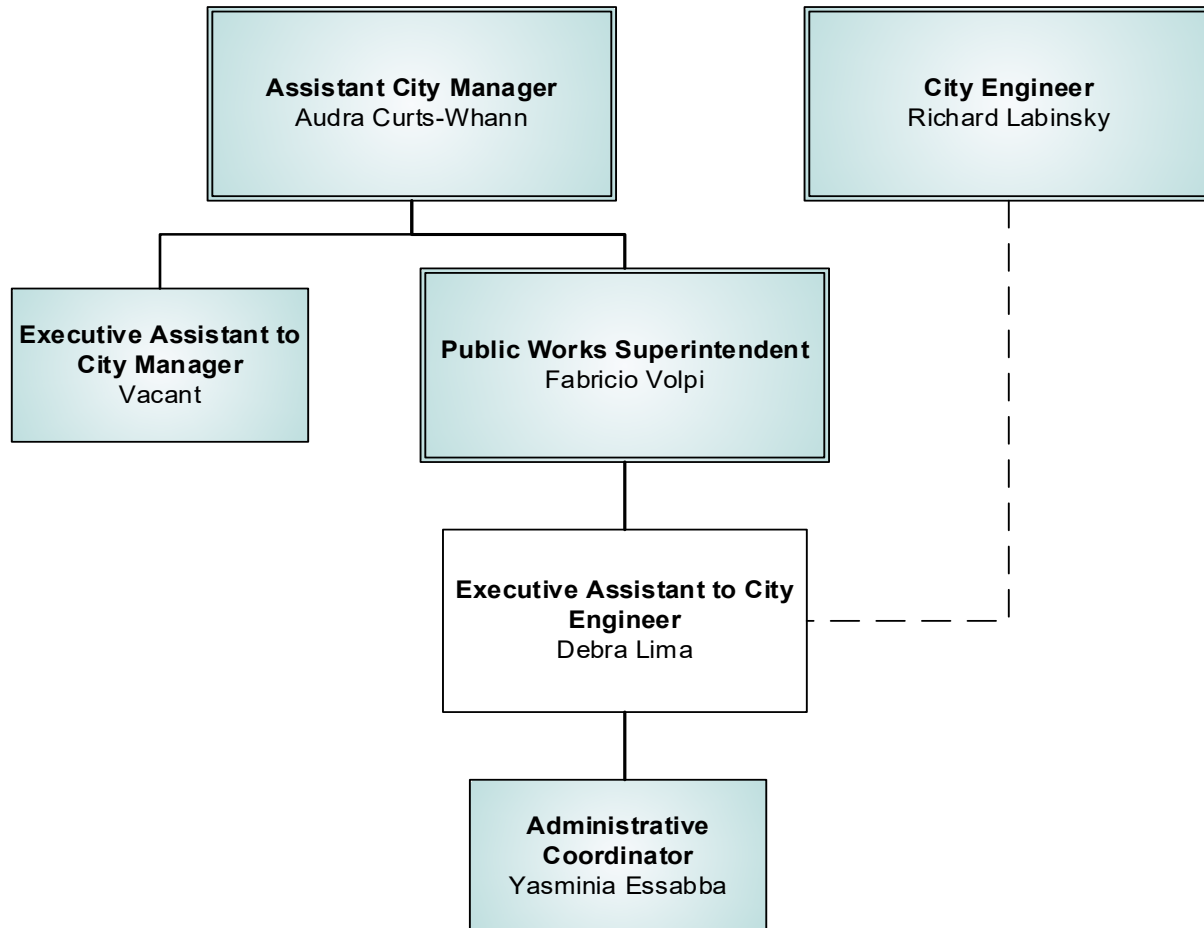 Assistant City Manager
Audra Curts-Whann
City Engineer
Richard Labinsky
Executive Assistant to
City Manager
Vacant
Public Works Superintendent
Fabricio Volpi
Executive Assistant to City
Engineer
Debra Lima
Administrative
Coordinator
Yasminia Essabba